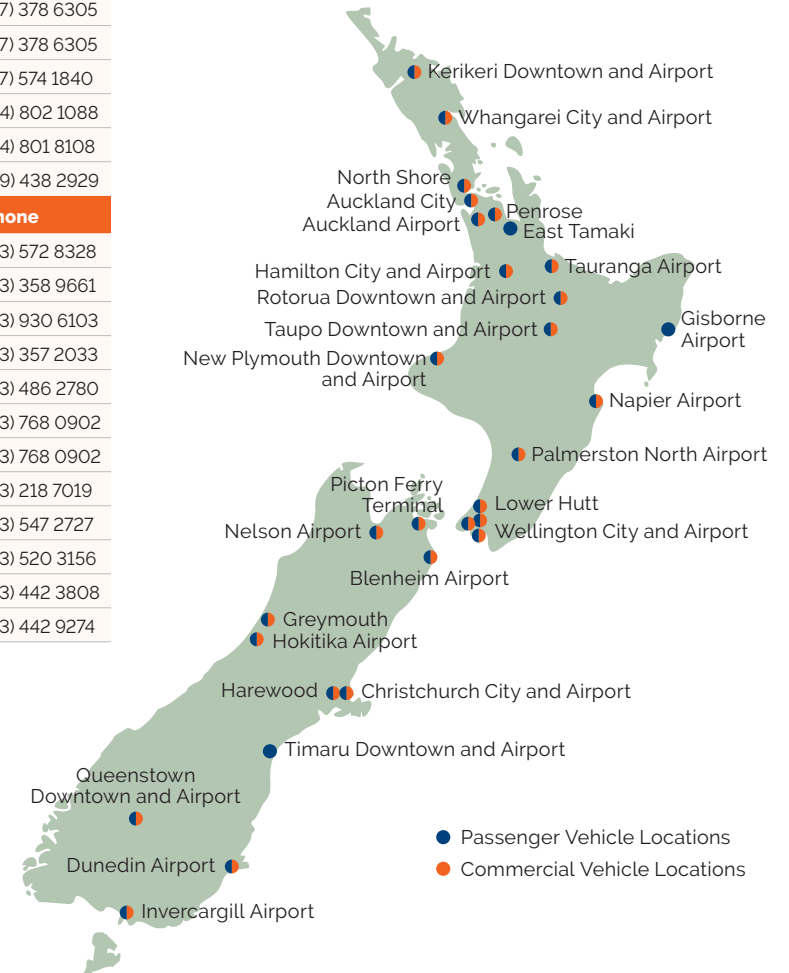 7) 378 6305
7) 378 6305
7) 574 1840
4) 802 1088
4) 801 8108
9) 438 2929
hone
3) 572 8328
3) 358 9661
3) 930 6103
3) 357 2033
3) 486 2780
3) 768 0902
3) 768 0902
3) 218 7019
3) 547 2727
3) 520 3156
3) 442 3808
3) 442 9274
Kerikeri Downtown and Airport
Whangarei City and Airport
North Shore
Auckland City
Auckland Airport
Penrose
East Tamaki
Hamilton City and Airport
Tauranga Airport
Rotorua Downtown and Airport
Taupo Downtown and Airport
Gisborne
Airport
New Plymouth Downtown
and Airport
Napier Airport
Palmerston North Airport
Picton Ferry
Terminal
Lower Hutt
Nelson Airport
Wellington City and Airport
Blenheim Airport
Greymouth
Hokitika Airport
Harewood
Christchurch City and Airport
Timaru Downtown and Airport
Queenstown
Downtown and Airport
Dunedin Airport
Invercargill Airport
Passenger Vehicle Locations
Commercial Vehicle Locations